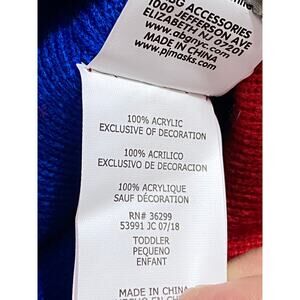 ACCESSORIES
1000 JEFFERSON AVE
ELIZABETH NJ 0720
www.abgnyc.com
MADE IN CHINA
www.pjmasks.com
100% ACRYLIC
EXCLUSIVE OF DECORATION
100% ACRILICO
EXCLUSIVO DE DECORACION
100% ACRYLIQUE
SAUF DÉCORATION
RN# 36299
53991 JC 07/18
TODDLER
PEQUENO
ENFANT
MADE IN CHINA